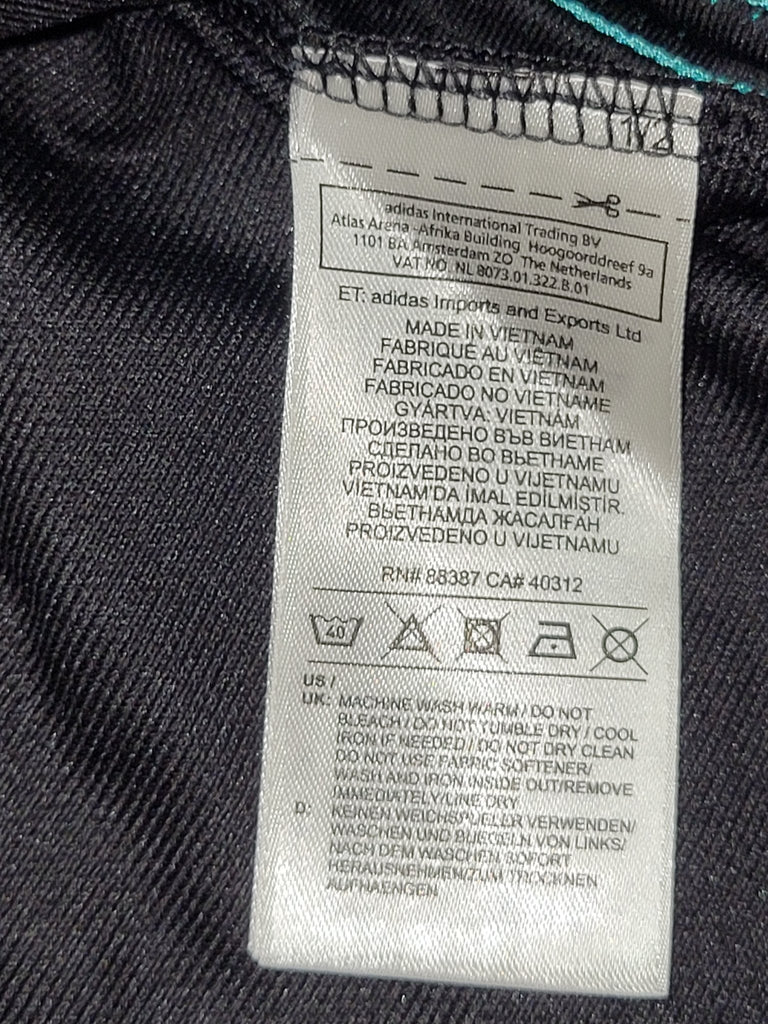 1/2
adidas International Trading BV
Atlas Arena -Afrika Building Hoogoorddreef 9a
1101 BA Amsterdam ZO The Netherlands
VAT NO. NL 8073.01.322.B.01
ET: adidas Imports and Exports Ltd
MADE IN VIETNAM
FABRIQUÉ AU VIÊTNAM
FABRICADO EN VIETNAM
FABRICADO NO VIETNAME
GYÁRTVA: VIETNÁM
ПРОИЗВЕДЕНО ВЪВ ВИЕТНАМ
СДЕЛАНО ВО ВЬЕТНАМЕ
PROIZVEDENO U VIJETNAMU
VIETNAM'DA IMAL EDİLMİŞTİR.
ВЬЕТНАМДА ЖАСАЛҒАН
PROIZVEDENO U VIJETNAMU
RN# 88387 CA# 40312
40
US /
UK: MACHINE WASH WARM / DO NOT
BLEACH / DO NOT TUMBLE DRY / COOL
IRON IF NEEDED / DO NOT DRY CLEAN
DO NOT USE FABRIC SOFTENER/
WASH AND IRON INSIDE OUT/REMOVE
IMMEDIATELY/LINE DRY
D: KEINEN WEICHSPUELER VERWENDEN/
WASCHEN UND BUEGELN VON LINKS/
NACH DEM WASCHEN SOFORT
HERAUSNEHMEN/ZUM TROCKNEN
AUFHAENGEN